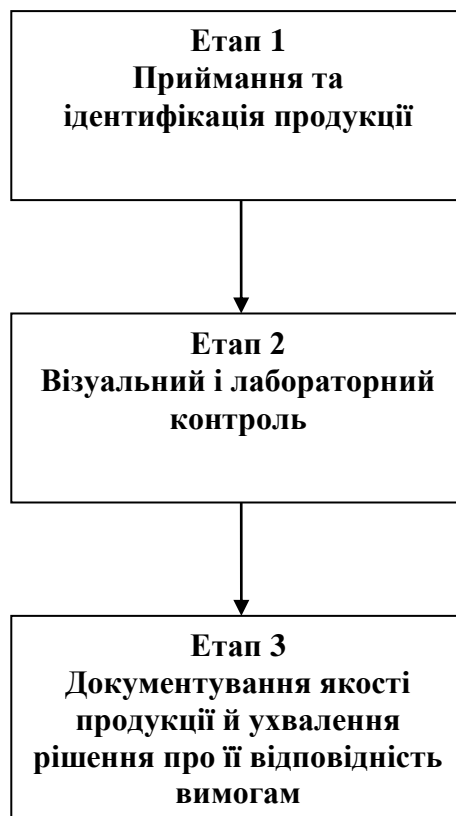 Етап 1
Приймання та
ідентифікація продукції
Етап 2
Візуальний і лабораторний
контроль
Етап 3
Документування якості
продукції й ухвалення
рішення про її відповідність
вимогам